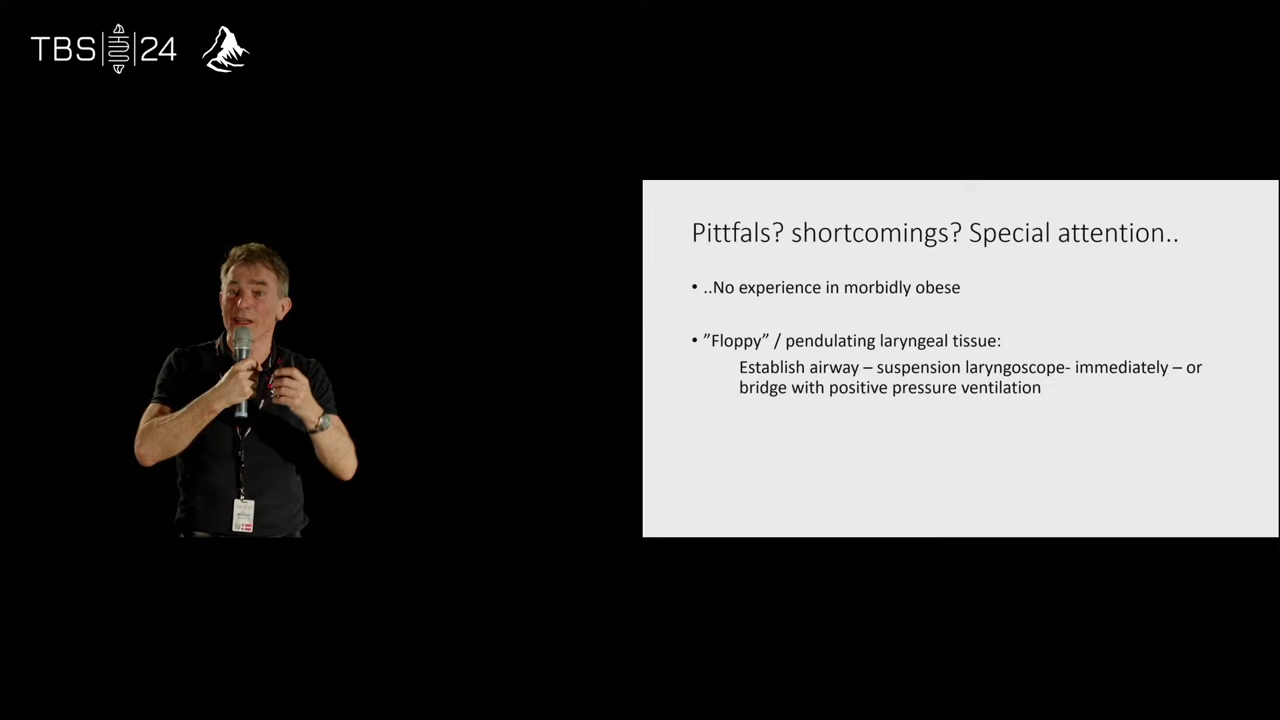 TBS 24
Pittfals? shortcomings? Special attention..
• ..No experience in morbidly obese
• ”Floppy” / pendulating laryngeal tissue:
Establish airway – suspension laryngoscope- immediately – or
bridge with positive pressure ventilation